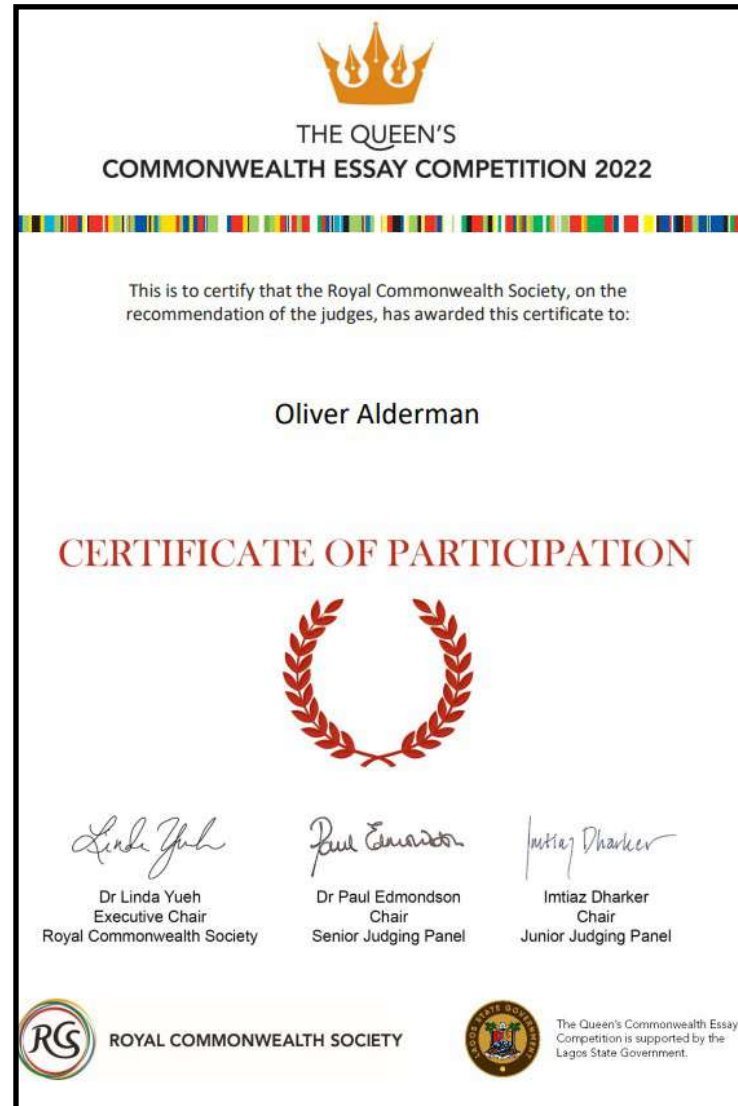 THE QUEEN'S
COMMONWEALTH ESSAY COMPETITION 2022
This is to certify that the Royal Commonwealth Society, on the
recommendation of the judges, has awarded this certificate to:
Oliver Alderman
CERTIFICATE OF PARTICIPATION
Linda Yueh
Paul Edmondson
Imtiaz Dharker
Dr Linda Yueh
Executive Chair
Royal Commonwealth Society
Dr Paul Edmondson
Chair
Senior Judging Panel
Imtiaz Dharker
Chair
Junior Judging Panel
RCS
ROYAL COMMONWEALTH SOCIETY
LAGOS STATE GOVERNMENT
The Queen's Commonwealth Essay
Competition is supported by the
Lagos State Government.